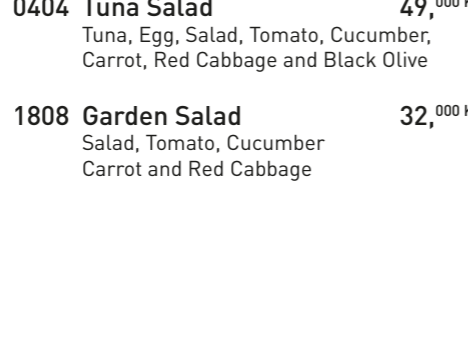 0404 Tuna Salad 49,000 K
Tuna, Egg, Salad, Tomato, Cucumber,
Carrot, Red Cabbage and Black Olive
1808 Garden Salad 32,000 K
Salad, Tomato, Cucumber
Carrot and Red Cabbage